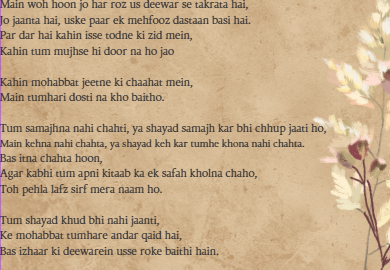 Main woh hoon jo har roz us deewar se takrata hai,
Jo jaanta hai, uske paar ek mehfooz dastaan basi hai.
Par dar hai kahin isse todne ki zid mein,
Kahin tum mujhse hi door na ho jao
Kahin mohabbat jeetne ki chaahat mein,
Main tumhari dosti na kho baitho.
Tum samajhna nahi chahti, ya shayad samajh kar bhi chhup jaati ho,
Main kehna nahi chahta, ya shayad keh kar tumhe khona nahi chahta.
Bas itna chahta hoon,
Agar kabhi tum apni kitaab ka ek safah kholna chaho,
Toh pehla lafz sirf mera naam ho.
Tum shayad khud bhi nahi jaanti,
Ke mohabbat tumhare andar qaid hai,
Bas izhaar ki deewarein usse roke baithi hain.